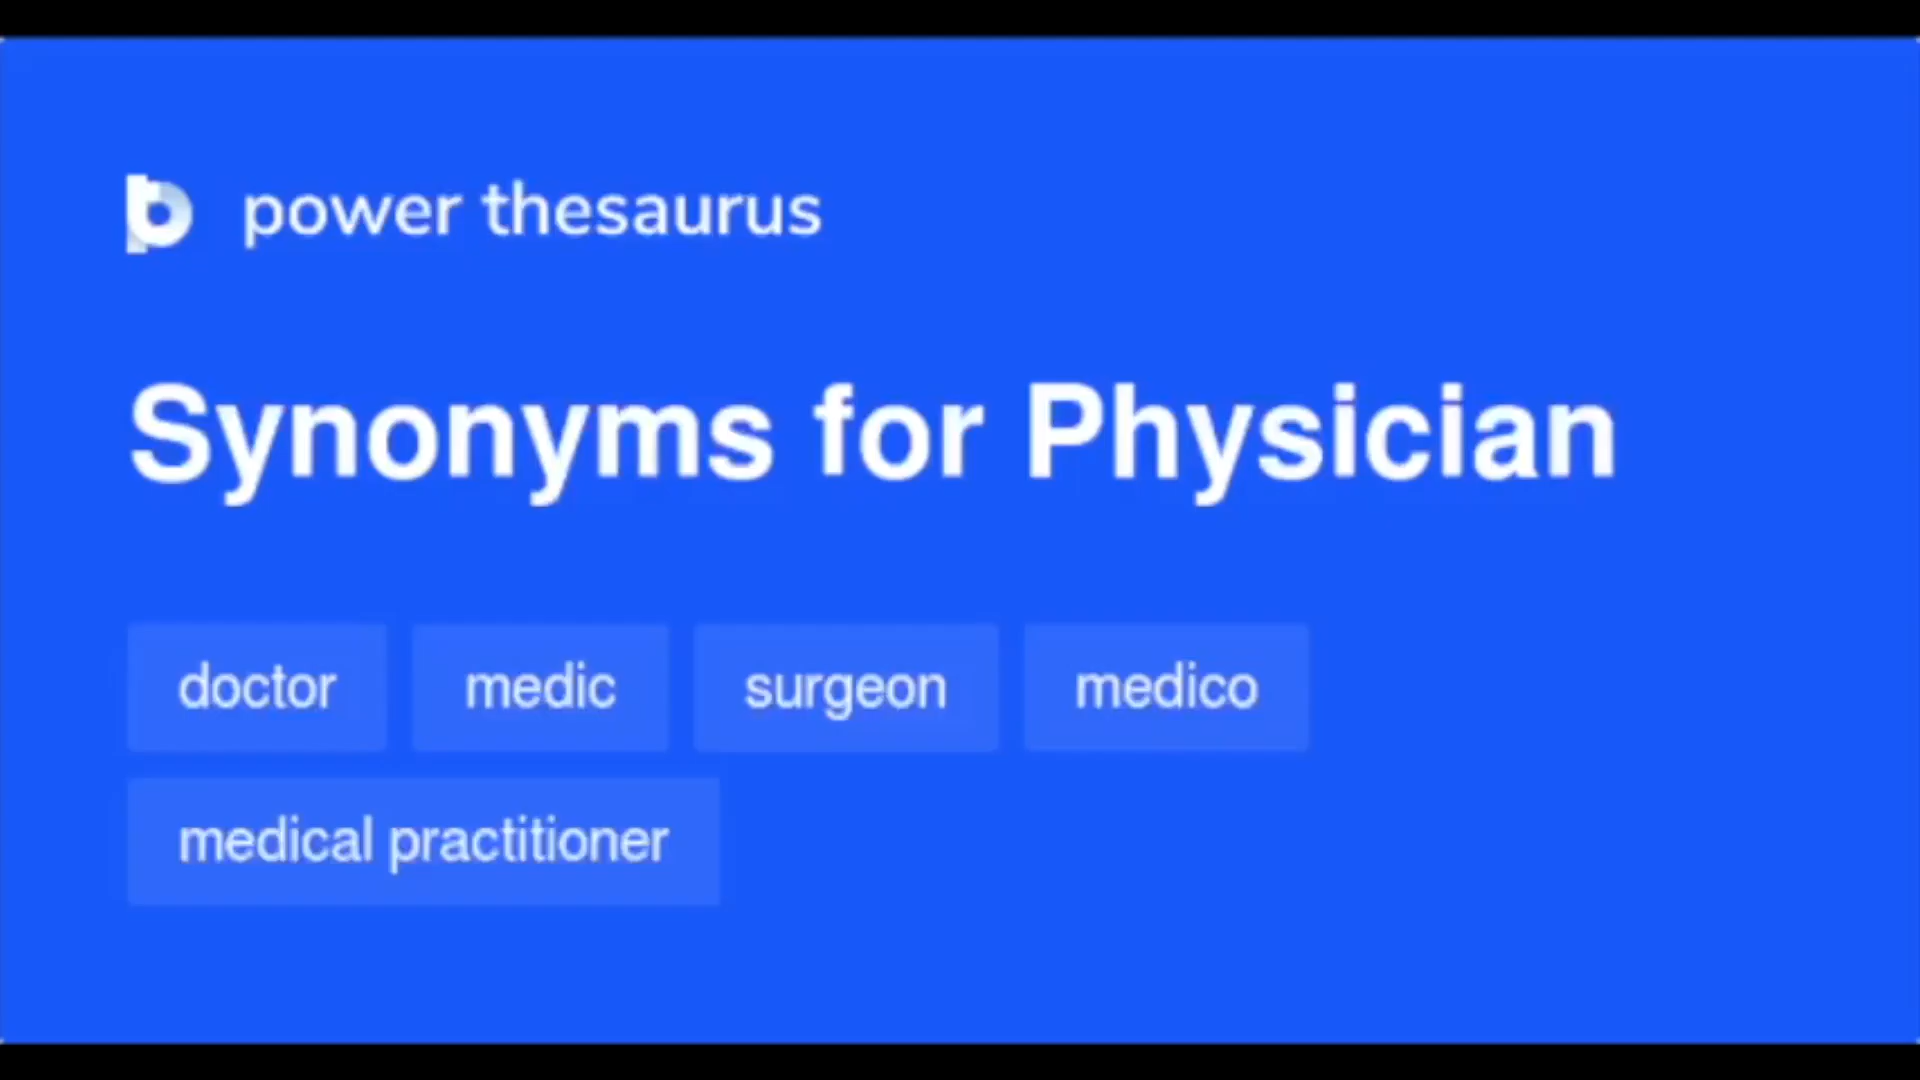 power thesaurus
Synonyms for Physician
doctor medic surgeon medico
medical practitioner